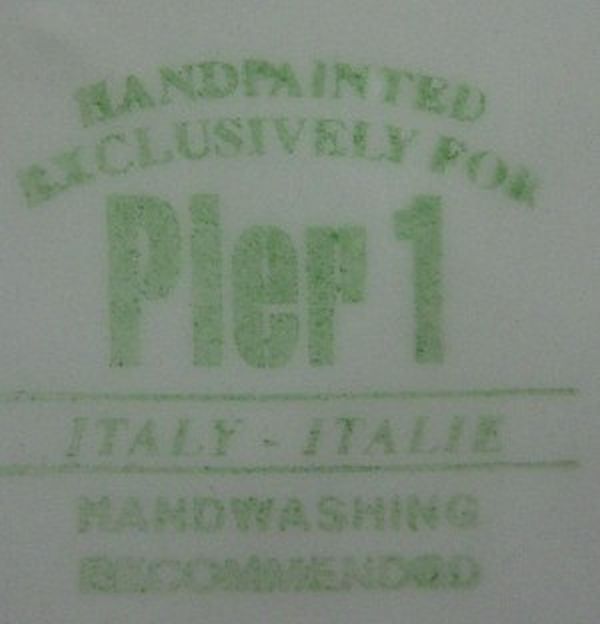 HANDPAINTED
EXCLUSIVELY FOR
Pier 1
ITALY - ITALIE
HANDWASHING
RECOMMENDED